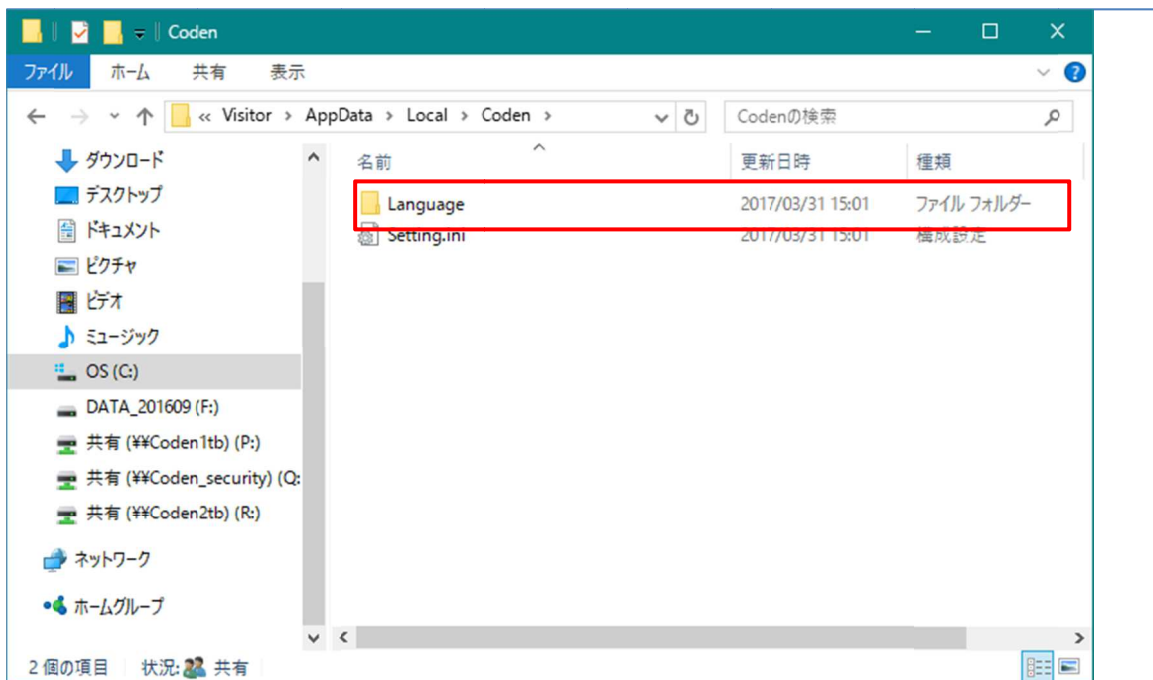 Coden
ファイル ホーム 共有 表示
« Visitor > AppData > Local > Coden > Codenの検索
ダウンロード
デスクトップ
ドキュメント
ピクチャ
ビデオ
ミュージック
OS (C:)
DATA_201609 (F:)
共有 (¥¥Coden1tb) (P:)
共有 (¥¥Coden_security) (Q:
共有 (¥¥Coden2tb) (R:)
ネットワーク
ホームグループ
名前 更新日時 種類
Language 2017/03/31 15:01 ファイル フォルダー
Setting.ini 2017/03/31 15:01 構成設定
2 個の項目 状況: 共有